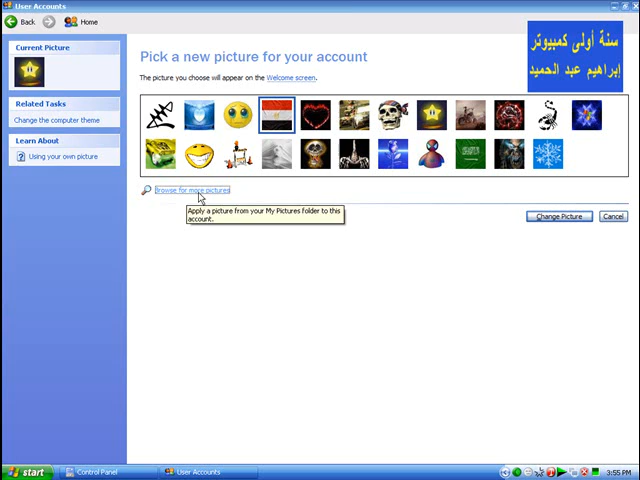 User Accounts
Back
Home
Current Picture
Related Tasks
Change the computer theme
Learn About
Using your own picture
Pick a new picture for your account
The picture you choose will appear on the Welcome screen.
Browse for more pictures
Apply a picture from your My Pictures folder to this
account.
Change Picture
Cancel
سنة أولى كمبيوتر
إبراهيم عبد الحميد
start
Control Panel
User Accounts
3:55 PM